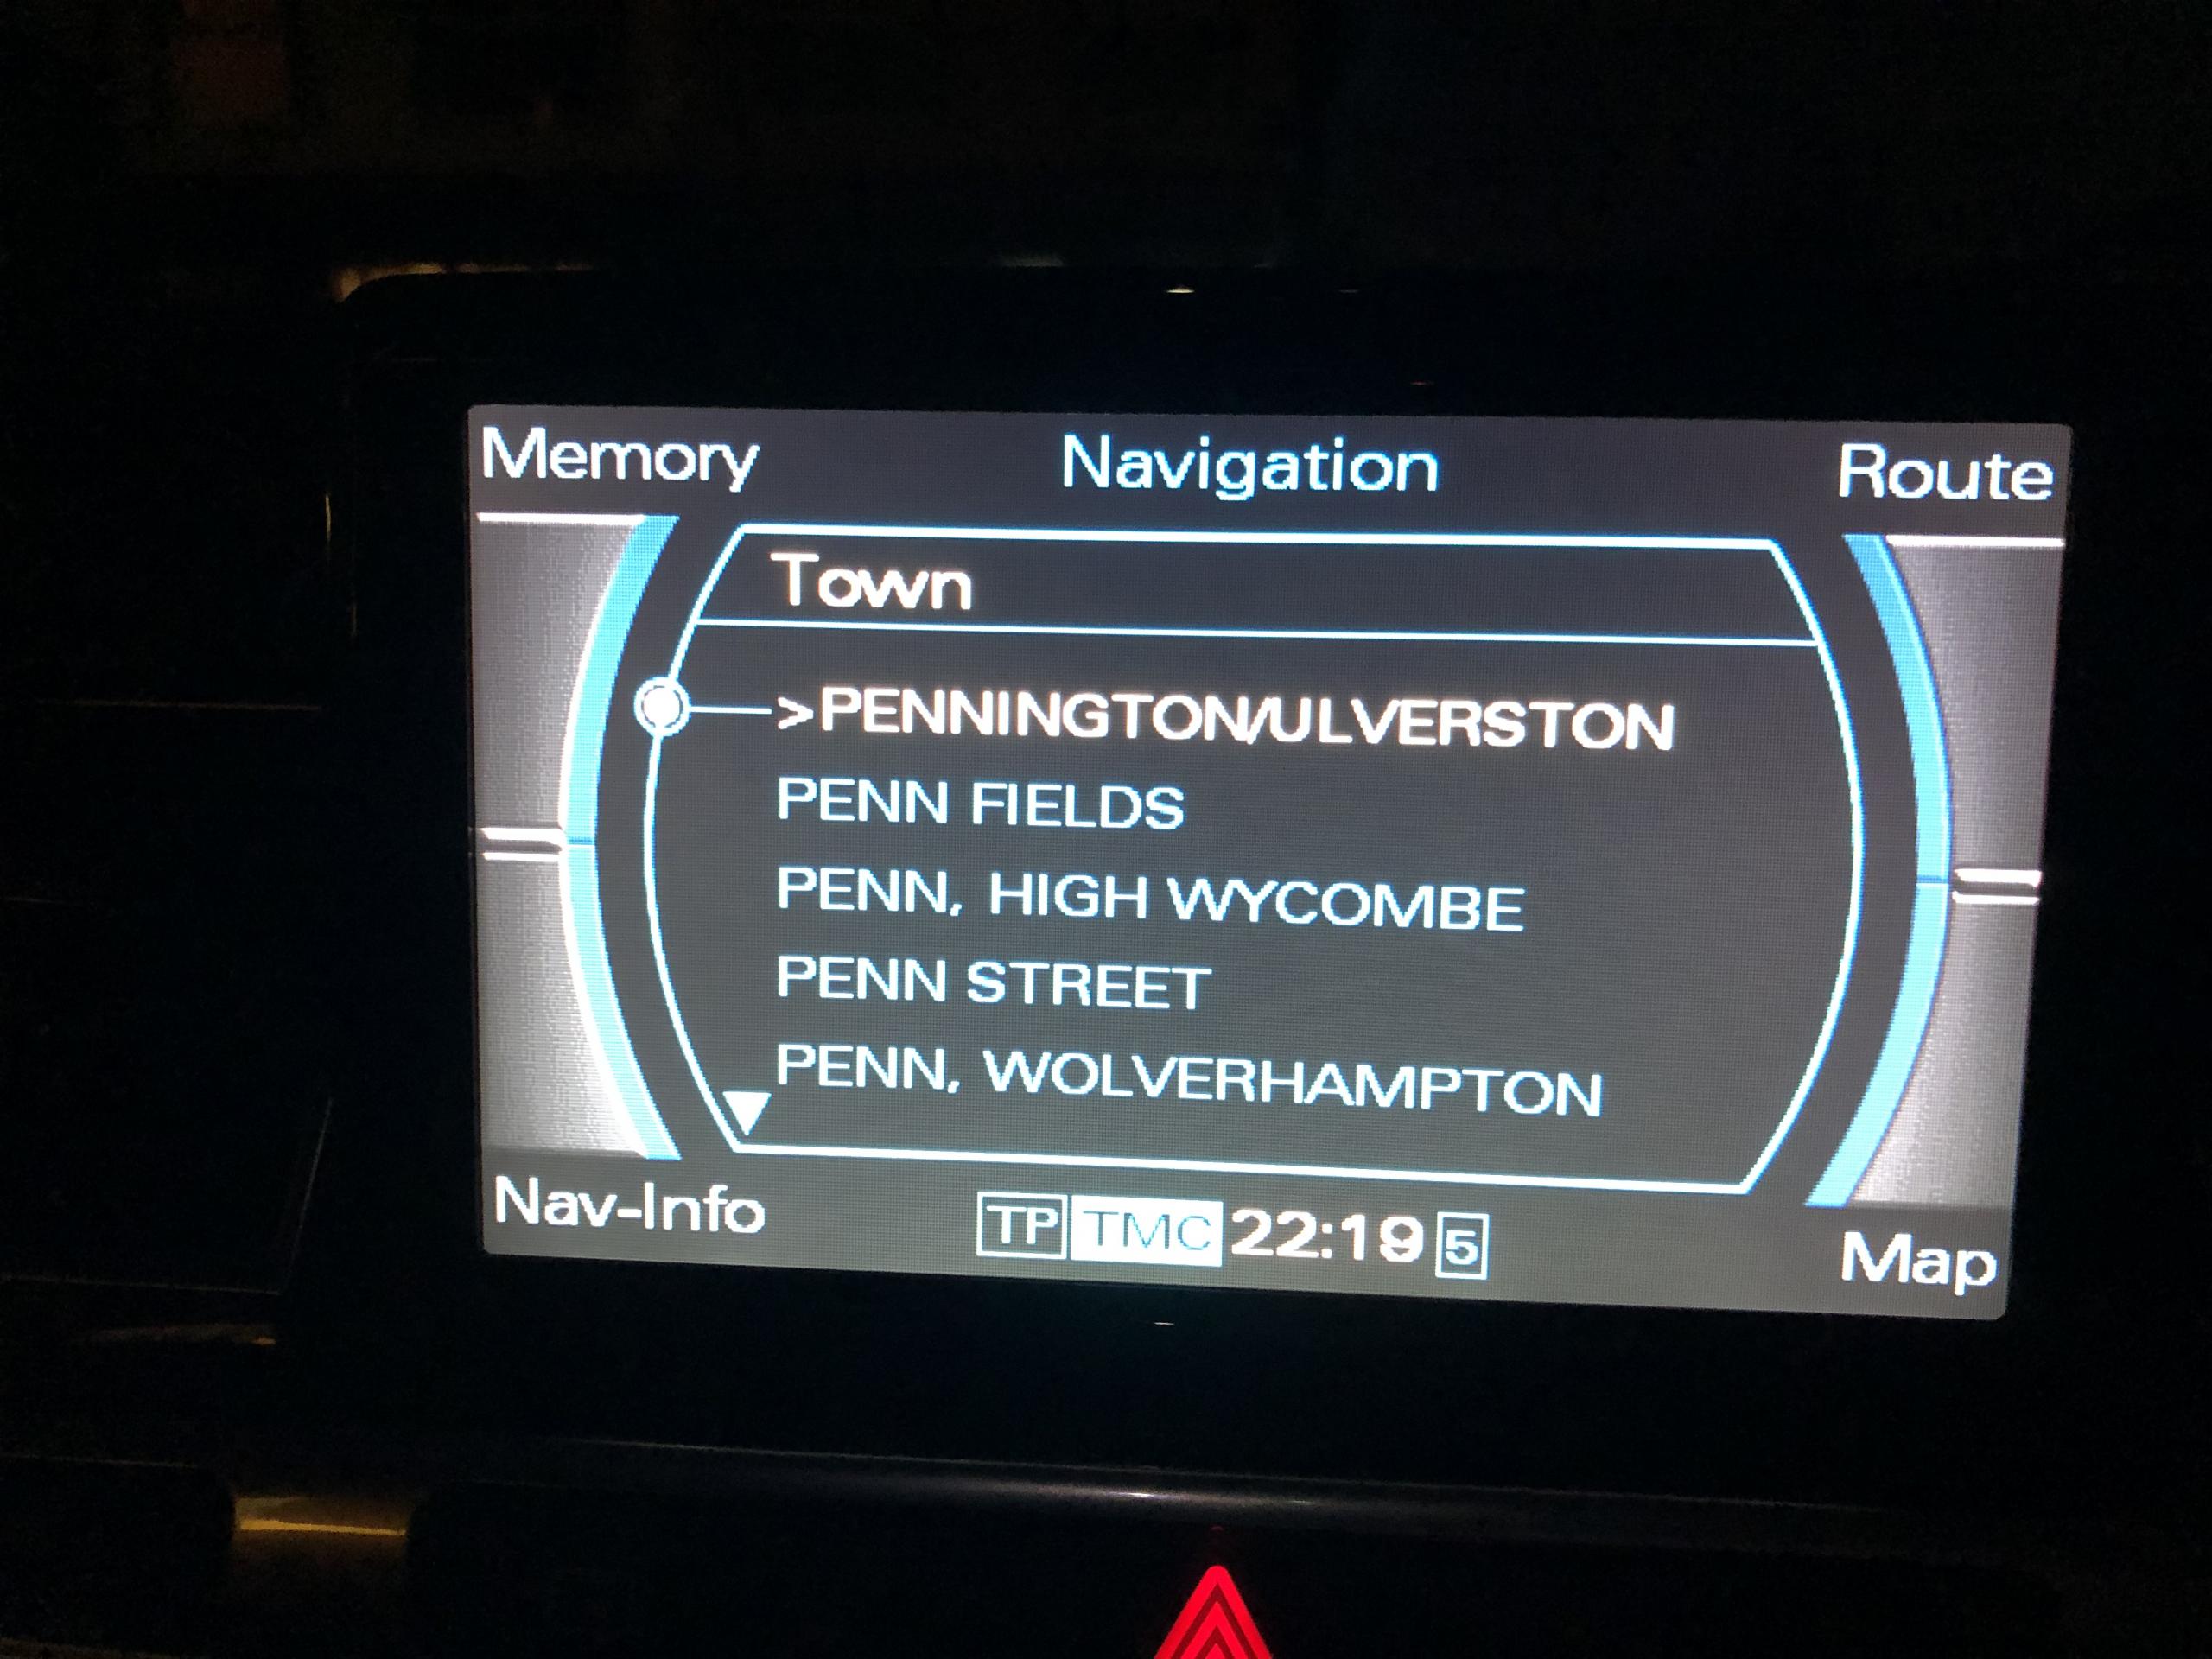 Memory Navigation Route
Town
>PENNINGTON/ULVERSTON
PENN FIELDS
PENN, HIGH WYCOMBE
PENN STREET
PENN, WOLVERHAMPTON
Nav-Info TP TMC 22:19 5 Map